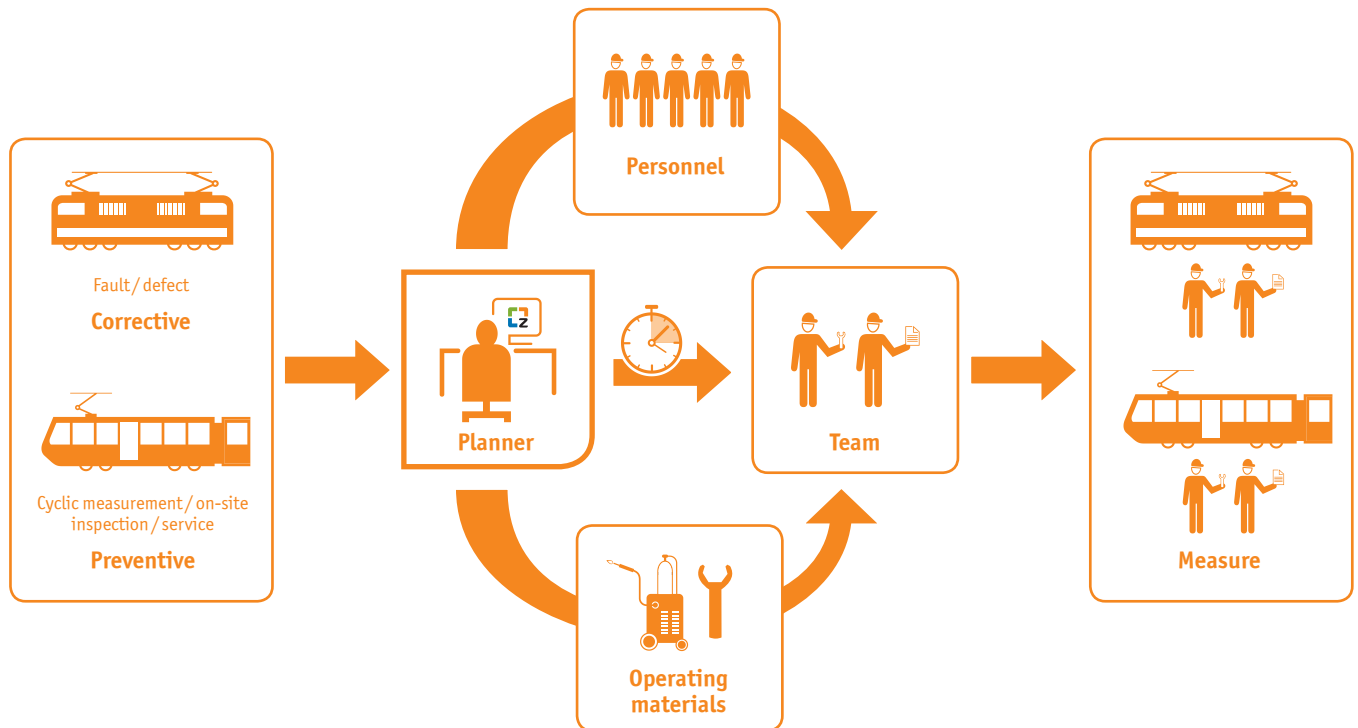 Personnel
Fault / defect
Corrective
Cyclic measurement / on-site
inspection / service
Preventive
z
Planner
Team
Operating
materials
Measure